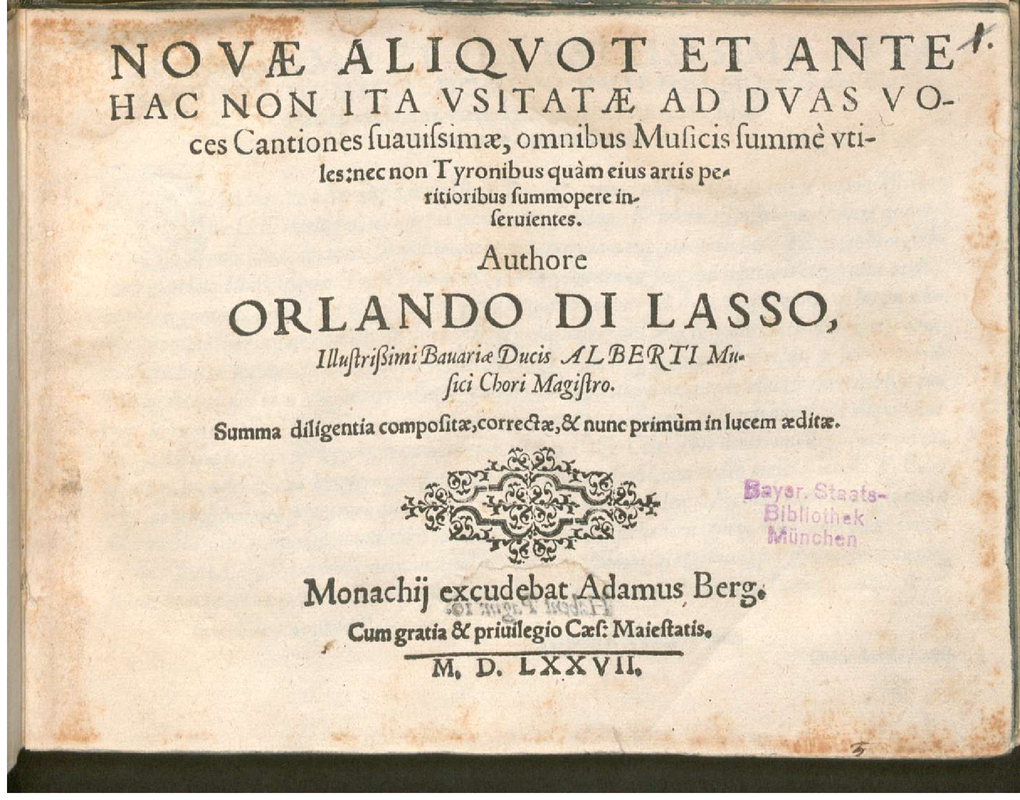 NOVÆ ALIQVOT ET ANTE
1.
HAC NON ITA VSITATÆ AD DVAS VO-
ces Cantiones ſuauiſsimæ, omnibus Muſicis ſummè vti-
les: nec non Tyronibus quàm eius artis pe-
ritioribus ſummopere in-
ſeruientes.
Authore
ORLANDO DI LASSO,
Illuſtriſsimi Bauariæ Ducis ALBERTI Mu-
ſici Chori Magiſtro.
Summa diligentia compoſitæ, correctæ, & nunc primùm in lucem æditæ.
Bayer. Staats-
Bibliothek
München
Monachij excudebat Adamus Berg.
Cum gratia & priuilegio Cæſ: Maieſtatis.
M. D. LXXVII.